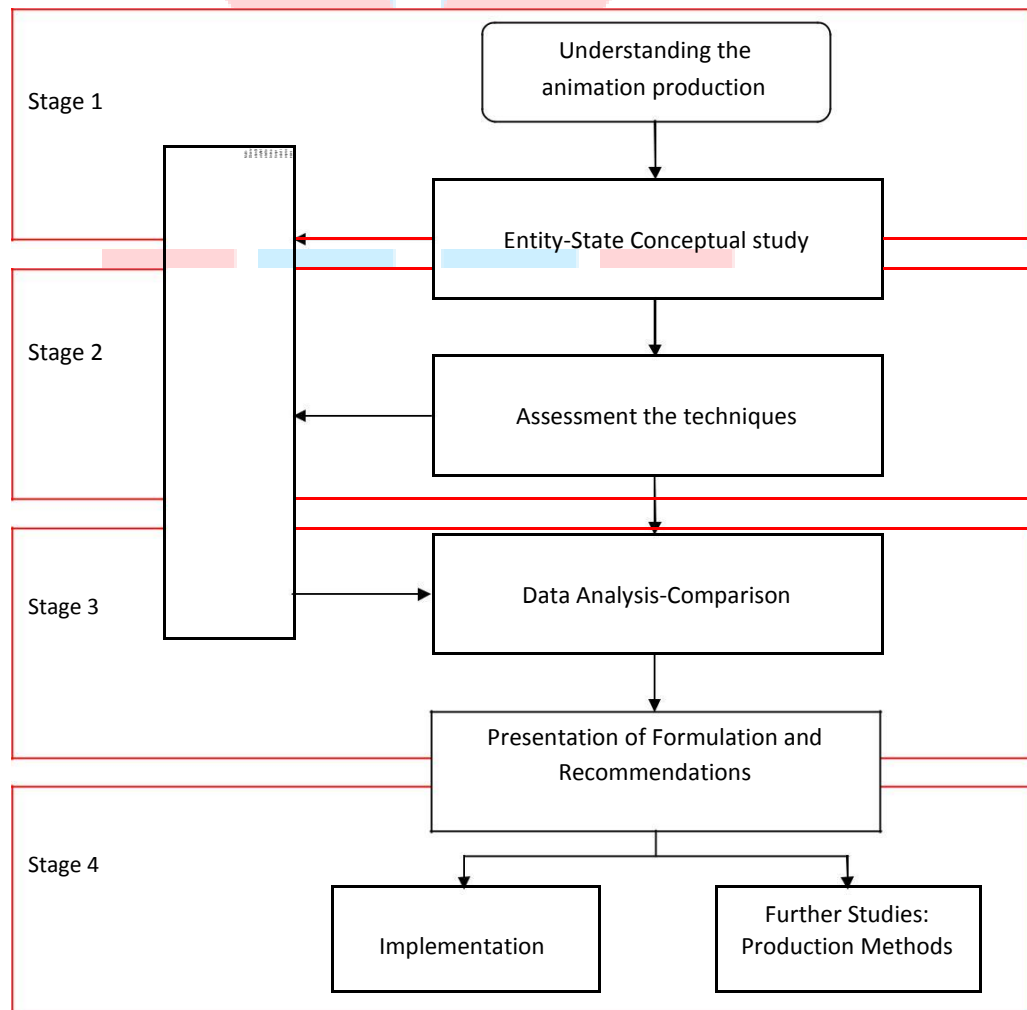 Understanding the
animation production
Stage 1
Entity-State Conceptual study
Stage 2
Assessment the techniques
Stage 3
Data Analysis-Comparison
Presentation of Formulation and
Recommendations
Stage 4
Implementation
Further Studies:
Production Methods